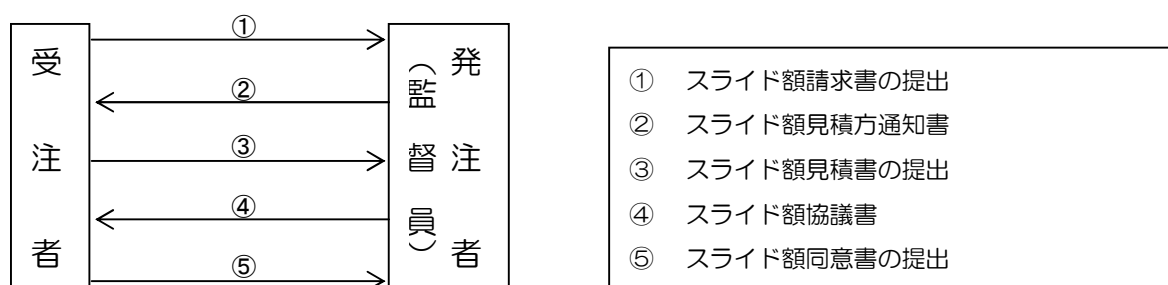 受注者
①
②
③
④
⑤
発注者
（監督員）
① スライド額請求書の提出
② スライド額見積方通知書
③ スライド額見積書の提出
④ スライド額協議書
⑤ スライド額同意書の提出